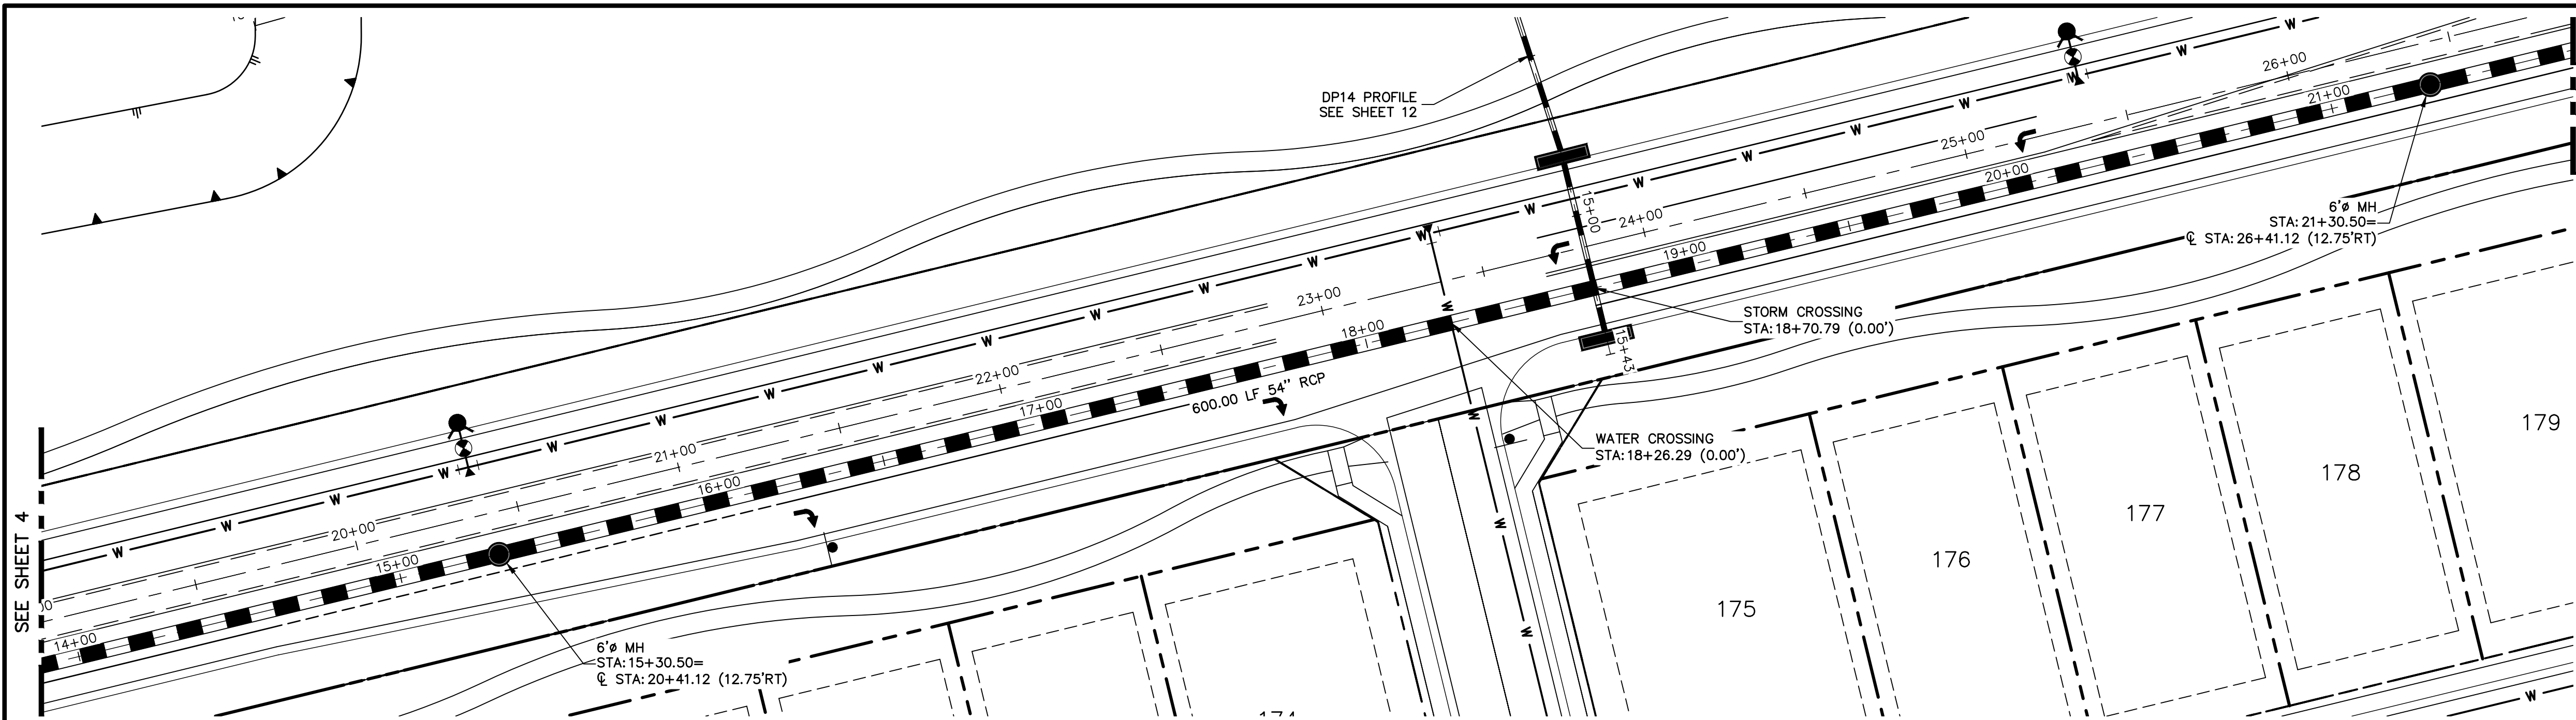 DP14 PROFILE
SEE SHEET 12
26+00
21+00
25+00
20+00
15+00
24+00
19+00
6'ø MH
STA:21+30.50=
℄ STA:26+41.12 (12.75'RT)
23+00
18+00
STORM CROSSING
STA:18+70.79 (0.00')
15+43
22+00
17+00
600.00 LF 54" RCP
WATER CROSSING
STA:18+26.29 (0.00')
21+00
16+00
20+00
15+00
14+00
SEE SHEET 4
6'ø MH
STA:15+30.50=
℄ STA:20+41.12 (12.75'RT)
175
176
177
178
179
W W W W W W W W W W W W W W W W W W W W W
W
W
W
W
W
W